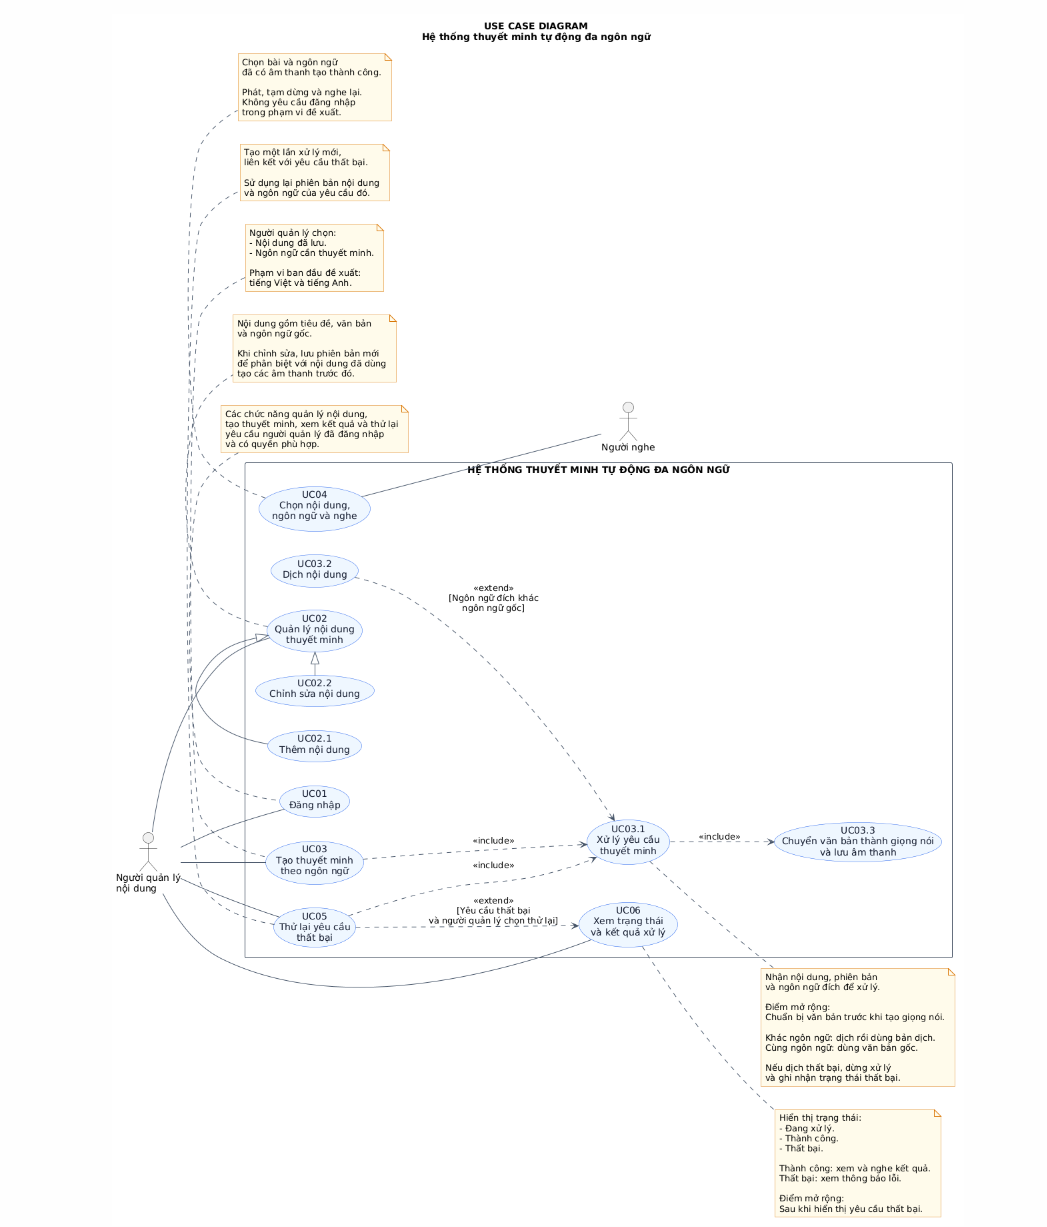 USE CASE DIAGRAM
Hệ thống thuyết minh tự động đa ngôn ngữ
Chọn bài và ngôn ngữ
đã có âm thanh tạo thành công.
Phát, tạm dừng và nghe lại.
Không yêu cầu đăng nhập
trong phạm vi đề xuất.
Tạo một lần xử lý mới,
liên kết với yêu cầu thất bại.
Sử dụng lại phiên bản nội dung
và ngôn ngữ của yêu cầu đó.
Người quản lý chọn:
- Nội dung đã lưu.
- Ngôn ngữ cần thuyết minh.
Phạm vi ban đầu đề xuất:
tiếng Việt và tiếng Anh.
Nội dung gồm tiêu đề, văn bản
và ngôn ngữ gốc.
Khi chỉnh sửa, lưu phiên bản mới
để phân biệt với nội dung đã dùng
tạo các âm thanh trước đó.
Các chức năng quản lý nội dung,
tạo thuyết minh, xem kết quả và thử lại
yêu cầu người quản lý đã đăng nhập
và có quyền phù hợp.
Người nghe
HỆ THỐNG THUYẾT MINH TỰ ĐỘNG ĐA NGÔN NGỮ
UC04
Chọn nội dung,
ngôn ngữ và nghe
UC03.2
Dịch nội dung
«extend»
[Ngôn ngữ đích khác
ngôn ngữ gốc]
UC02
Quản lý nội dung
thuyết minh
UC02.2
Chỉnh sửa nội dung
UC02.1
Thêm nội dung
UC01
Đăng nhập
Người quản lý
nội dung
UC03
Tạo thuyết minh
theo ngôn ngữ
«include»
«include»
UC03.1
Xử lý yêu cầu
thuyết minh
«include»
UC03.3
Chuyển văn bản thành giọng nói
và lưu âm thanh
UC05
Thử lại yêu cầu
thất bại
«extend»
[Yêu cầu thất bại
và người quản lý chọn thử lại]
UC06
Xem trạng thái
và kết quả xử lý
Nhận nội dung, phiên bản
và ngôn ngữ đích để xử lý.
Điểm mở rộng:
Chuẩn bị văn bản trước khi tạo giọng nói.
Khác ngôn ngữ: dịch rồi dùng bản dịch.
Cùng ngôn ngữ: dùng văn bản gốc.
Nếu dịch thất bại, dừng xử lý
và ghi nhận trạng thái thất bại.
Hiển thị trạng thái:
- Đang xử lý.
- Thành công.
- Thất bại.
Thành công: xem và nghe kết quả.
Thất bại: xem thông báo lỗi.
Điểm mở rộng:
Sau khi hiển thị yêu cầu thất bại.